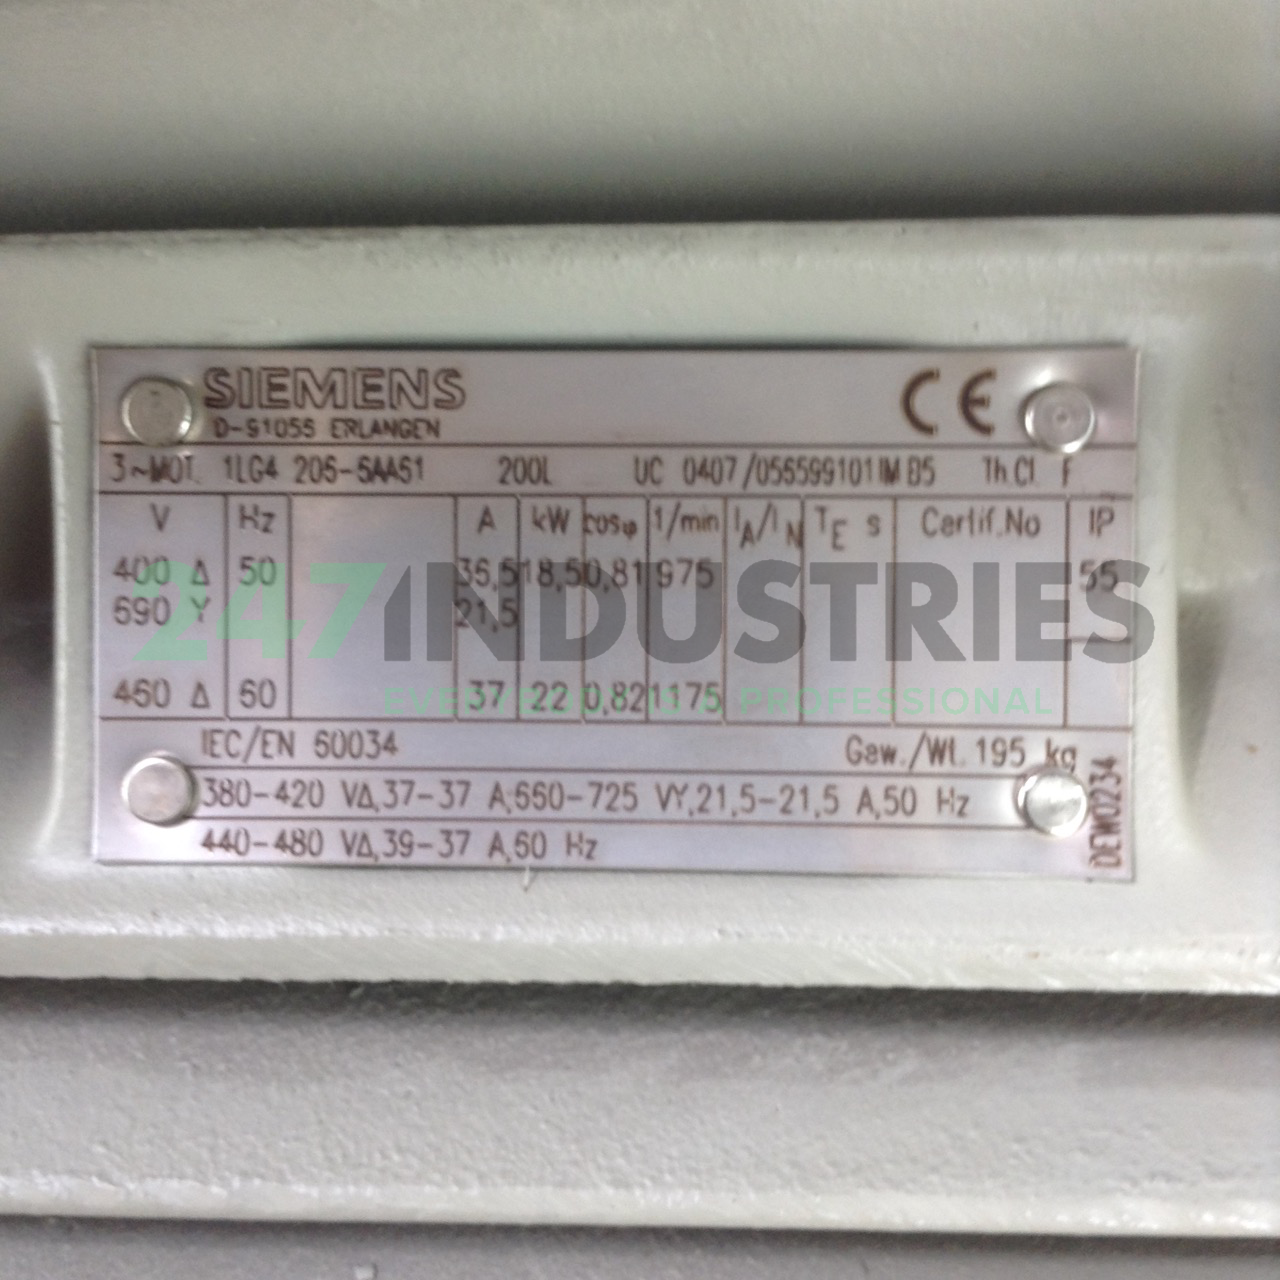 SIEMENS CE
D-91056 ERLANGEN
3~MOT. 1LG4 206-6AA61 200L UC 0407/056599101 IM B5 Th.Cl. F
V Hz A kW cosφ 1/min IA/IN TE s Certif.No IP
400 Δ 50 36,5 18,5 0,81 975 55
690 Y 21,5
460 Δ 60 37 22 0,82 1175
IEC/EN 60034 Gew./Wt. 195 kg
380-420 VΔ,37-37 A,660-725 VY,21,5-21,5 A,50 Hz
440-480 VΔ,39-37 A,60 Hz
DEW0234
247INDUSTRIES
EVERYBODY IS A PROFESSIONAL